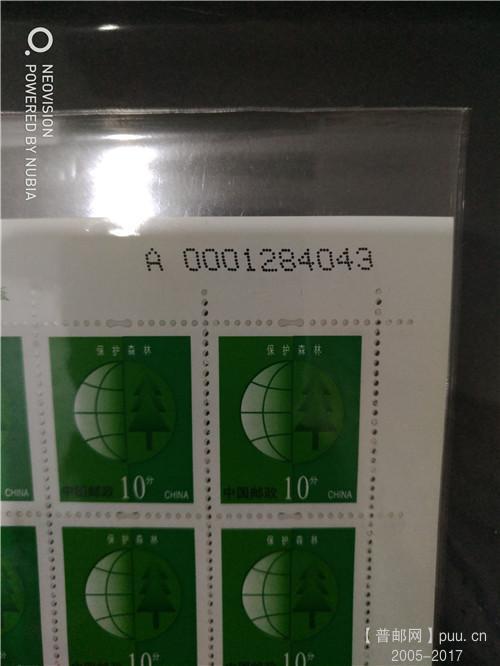 NEOVISION
POWERED BY NUBIA
A 0001284043
保护森林
中国邮政 10分 CHINA
保护森林
中国邮政 10分 CHINA
CHINA
保护森林
保护森林
【普邮网】puu.cn
2005-2017